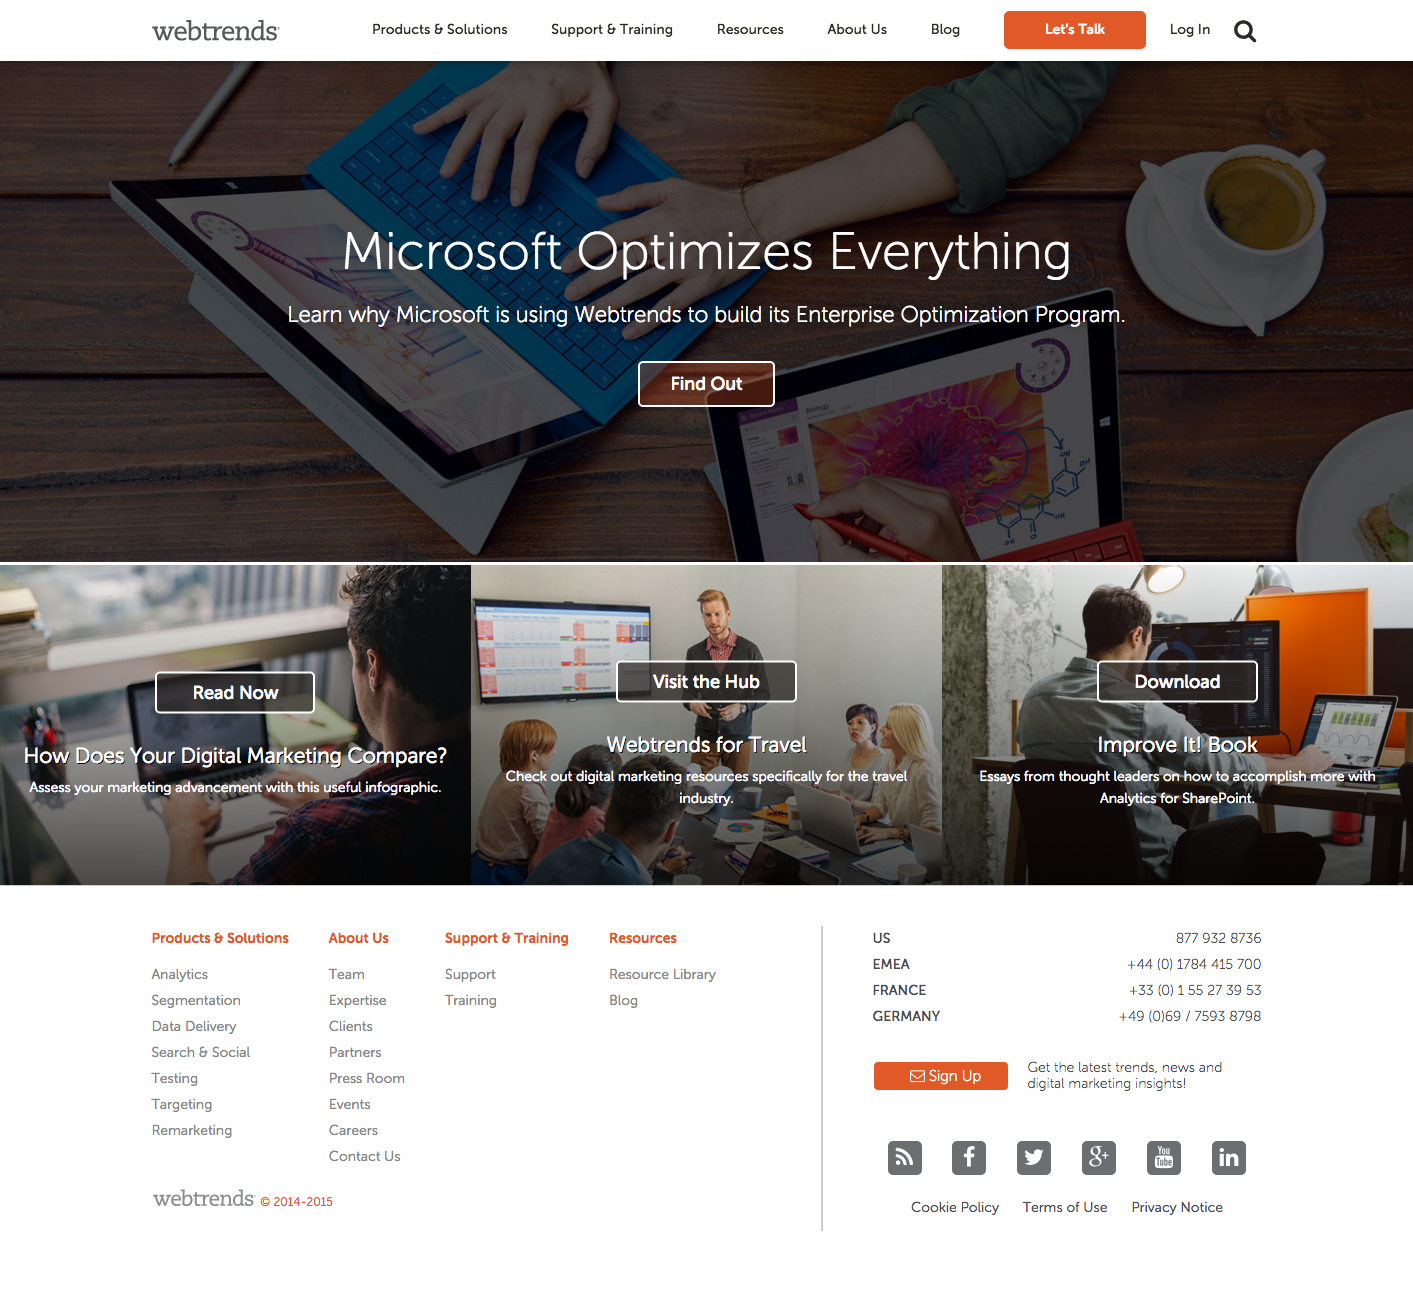 webtrends
Products & Solutions
Support & Training
Resources
About Us
Blog
Let's Talk
Log In
Microsoft Optimizes Everything
Learn why Microsoft is using Webtrends to build its Enterprise Optimization Program.
Find Out
Biology
Read Now
How Does Your Digital Marketing Compare?
Assess your marketing advancement with this useful infographic.
Visit the Hub
Webtrends for Travel
Check out digital marketing resources specifically for the travel
industry.
Download
Improve It! Book
Essays from thought leaders on how to accomplish more with
Analytics for SharePoint.
Products & Solutions
Analytics
Segmentation
Data Delivery
Search & Social
Testing
Targeting
Remarketing
About Us
Team
Expertise
Clients
Partners
Press Room
Events
Careers
Contact Us
Support & Training
Support
Training
Resources
Resource Library
Blog
webtrends © 2014-2015
US 877 932 8736
EMEA +44 (0) 1784 415 700
FRANCE +33 (0) 1 55 27 39 53
GERMANY +49 (0)69 / 7593 8798
Sign Up
Get the latest trends, news and
digital marketing insights!
f
g+
You
Tube
in
Cookie Policy
Terms of Use
Privacy Notice